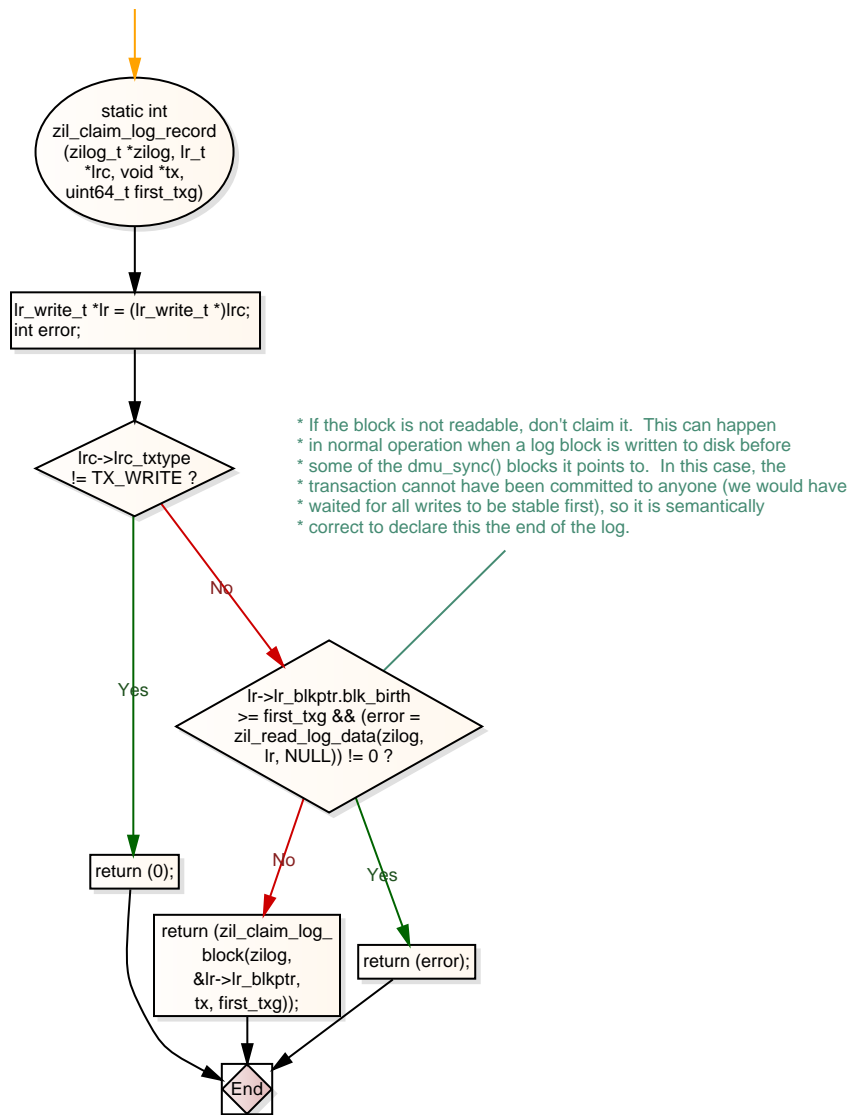 static int
zil_claim_log_record
(zilog_t *zilog, lr_t
*lrc, void *tx,
uint64_t first_txg)
lr_write_t *lr = (lr_write_t *)lrc;
int error;
lrc->lrc_txtype
!= TX_WRITE ?
* If the block is not readable, don't claim it.  This can happen
* in normal operation when a log block is written to disk before
* some of the dmu_sync() blocks it points to.  In this case, the
* transaction cannot have been committed to anyone (we would have
* waited for all writes to be stable first), so it is semantically
* correct to declare this the end of the log.
No
Yes
lr->lr_blkptr.blk_birth
>= first_txg && (error =
zil_read_log_data(zilog,
lr, NULL)) != 0 ?
No
Yes
return (0);
return (zil_claim_log_
block(zilog,
&lr->lr_blkptr,
tx, first_txg));
return (error);
End